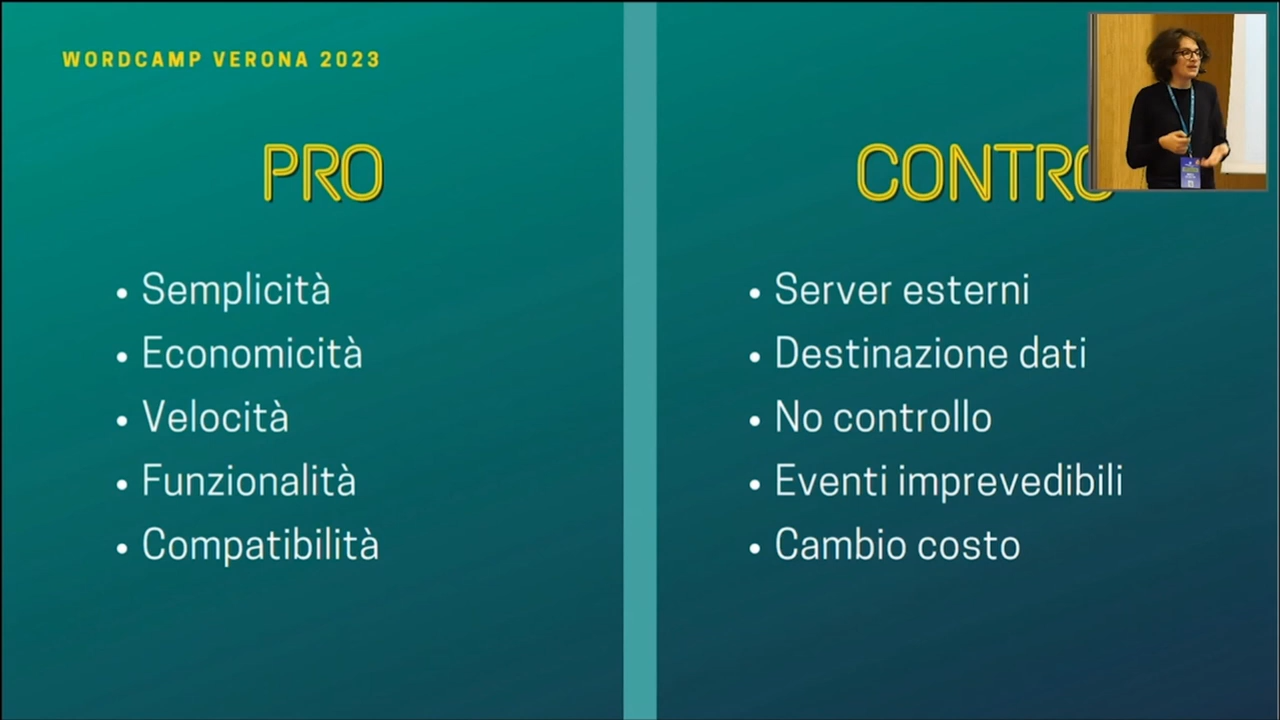 WORDCAMP VERONA 2023
PRO
• Semplicità
• Economicità
• Velocità
• Funzionalità
• Compatibilità
CONTRO
• Server esterni
• Destinazione dati
• No controllo
• Eventi imprevedibili
• Cambio costo